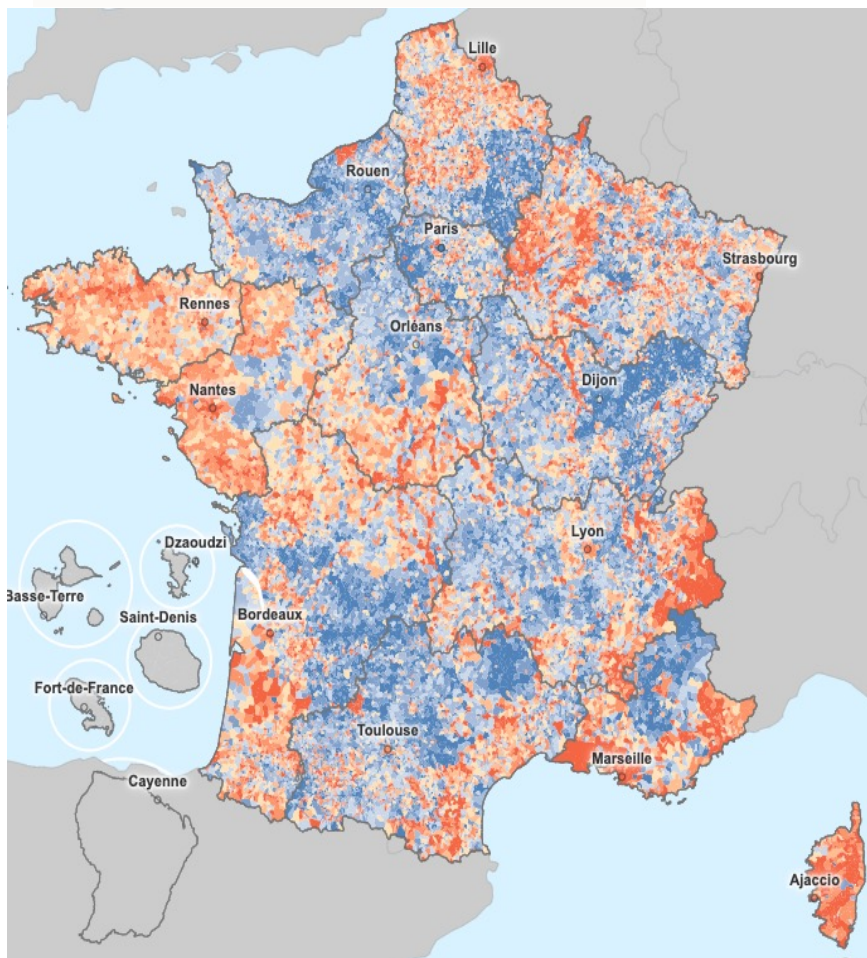 Lille
Rouen
Paris
Strasbourg
Rennes
Orléans
Dijon
Nantes
Lyon
Dzaoudzi
Basse-Terre
Saint-Denis
Bordeaux
Fort-de-France
Toulouse
Marseille
Cayenne
Ajaccio